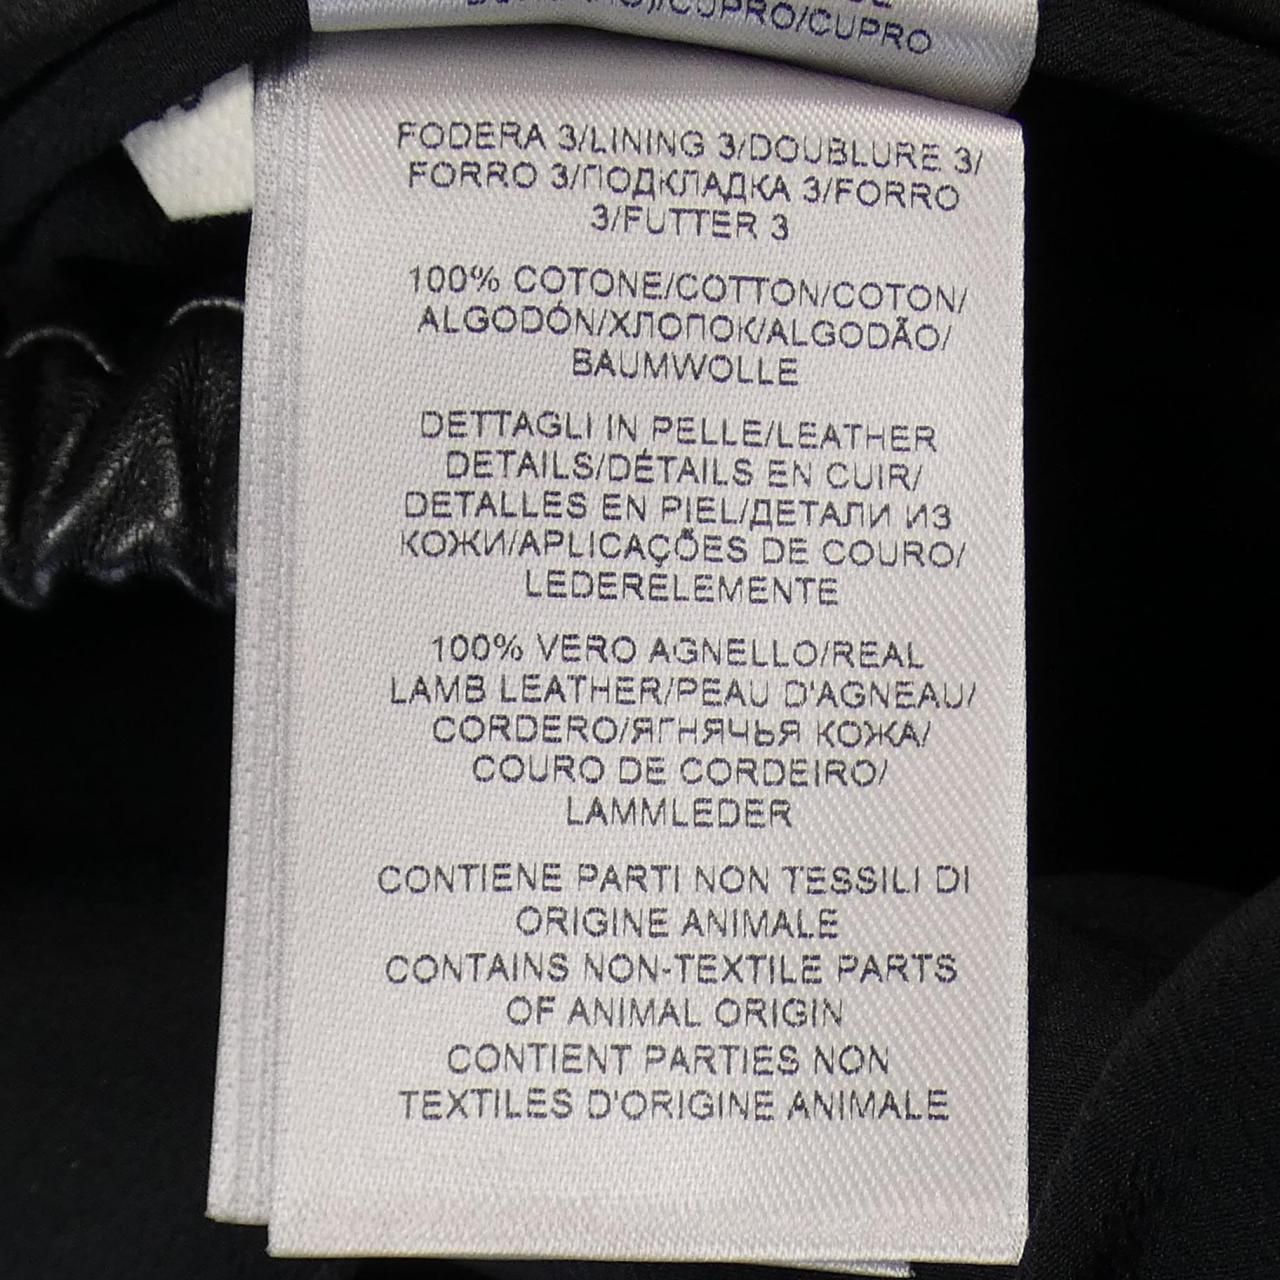 /CUPRO/CUPRO
FODERA 3/LINING 3/DOUBLURE 3/
FORRO 3/ПОДКЛАДКА 3/FORRO
3/FUTTER 3
100% COTONE/COTTON/COTON/
ALGODÓN/ХЛОПОК/ALGODÃO/
BAUMWOLLE
DETTAGLI IN PELLE/LEATHER
DETAILS/DÉTAILS EN CUIR/
DETALLES EN PIEL/ДЕТАЛИ ИЗ
КОЖИ/APLICAÇÕES DE COURO/
LEDERELEMENTE
100% VERO AGNELLO/REAL
LAMB LEATHER/PEAU D'AGNEAU/
CORDERO/ЯГНЯЧЬЯ КОЖА/
COURO DE CORDEIRO/
LAMMLEDER
CONTIENE PARTI NON TESSILI DI
ORIGINE ANIMALE
CONTAINS NON-TEXTILE PARTS
OF ANIMAL ORIGIN
CONTIENT PARTIES NON
TEXTILES D'ORIGINE ANIMALE